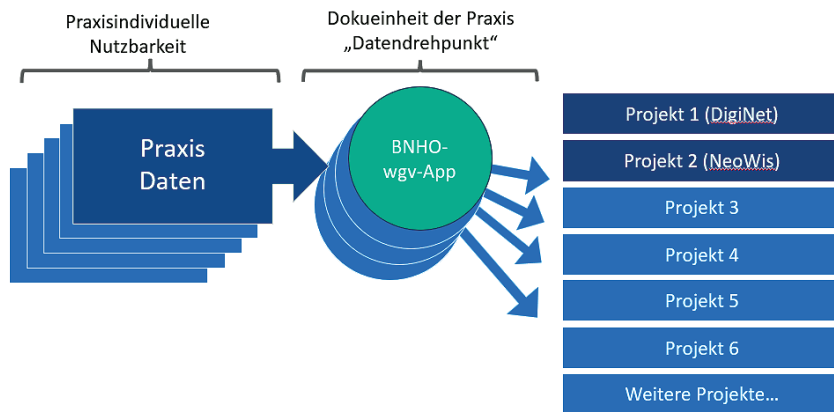 Praxisindividuelle
Nutzbarkeit
Dokueinheit der Praxis
„Datendrehpunkt“
Praxis
Daten
BNHO-
wgv-App
Projekt 1 (DigiNet)
Projekt 2 (NeoWis)
Projekt 3
Projekt 4
Projekt 5
Projekt 6
Weitere Projekte...